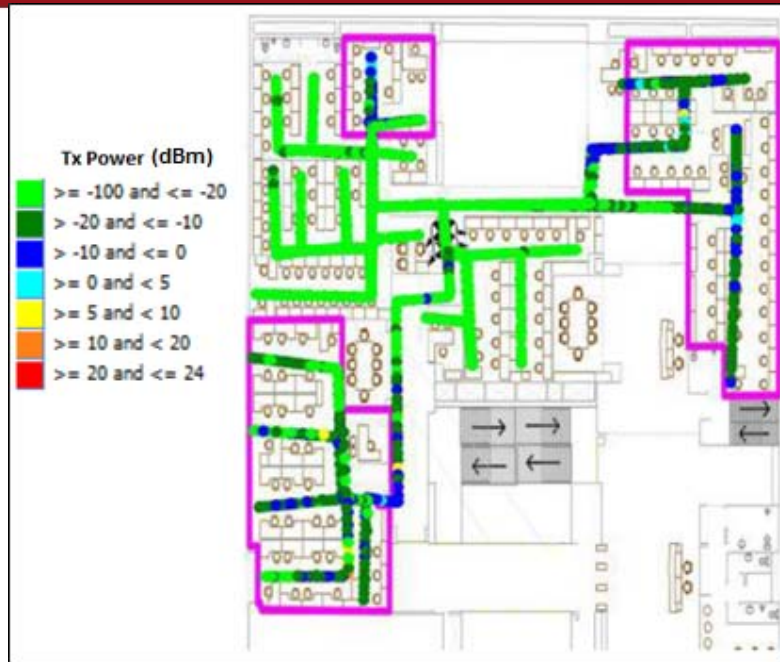 Tx Power (dBm)
>= -100 and <= -20
> -20 and <= -10
> -10 and <= 0
>= 0 and < 5
>= 5 and < 10
>= 10 and < 20
>= 20 and <= 24